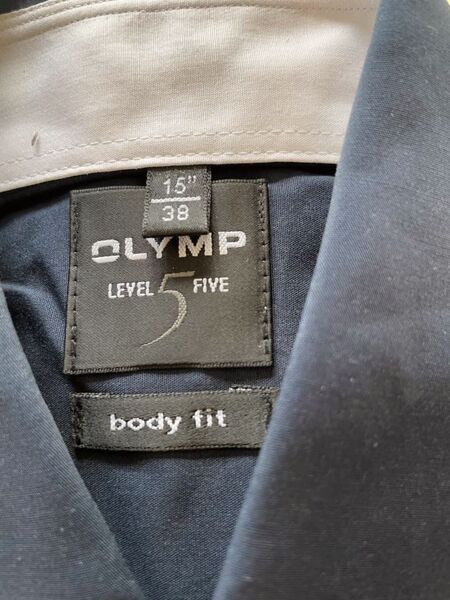 15"
38
OLYMP
LEVEL 5 FIVE
body fit